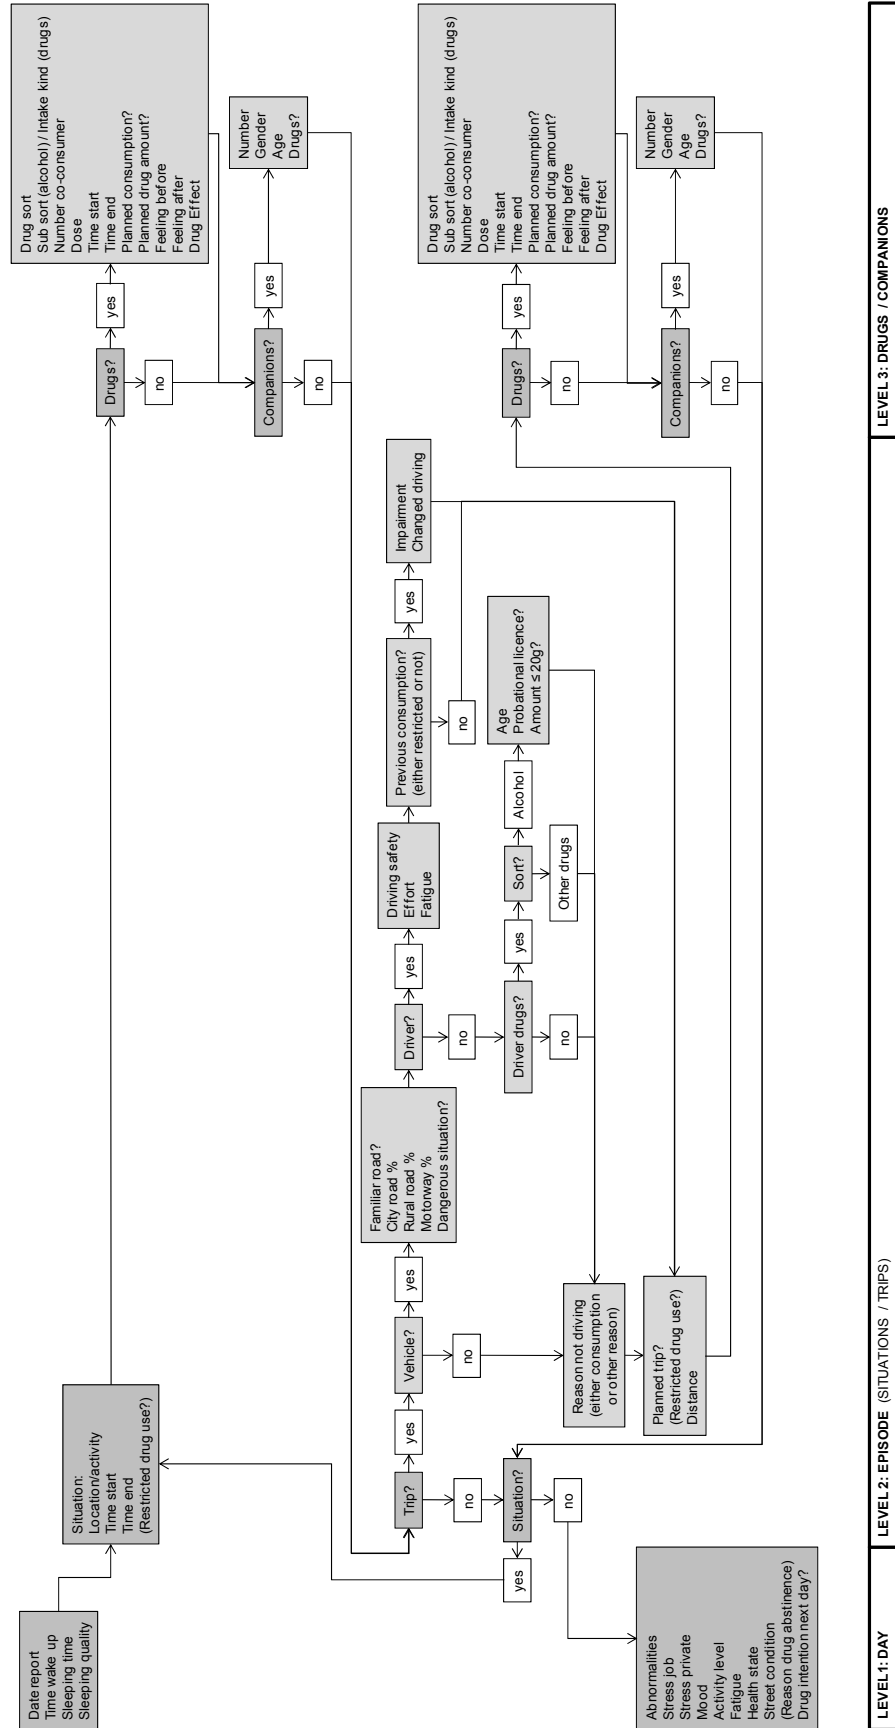 Date report
Time wake up
Sleeping time
Sleeping quality
Situation:
Location/activity
Time start
Time end
(Restricted drug use?)
Drugs?
yes
no
Drug sort
Sub sort (alcohol) / Intake kind (drugs)
Number co-consumer
Dose
Time start
Time end
Planned consumption?
Planned drug amount?
Feeling before
Feeling after
Drug Effect
Companions?
yes
no
Number
Gender
Age
Drugs?
Trip?
yes
no
Vehicle?
yes
no
Familiar road?
City road %
Rural road %
Motorway %
Dangerous situation?
Driver?
yes
no
Driving safety
Effort
Fatigue
Previous consumption?
(either restricted or not)
yes
no
Impairment
Changed driving
Driver drugs?
yes
no
Sort?
Alcohol
Other drugs
Age
Probational licence?
Amount ≤ 20g?
Reason not driving
(either consumption
or other reason)
Planned trip?
(Restricted drug use?)
Distance
Drugs?
yes
no
Drug sort
Sub sort (alcohol) / Intake kind (drugs)
Number co-consumer
Dose
Time start
Time end
Planned consumption?
Planned drug amount?
Feeling before
Feeling after
Drug Effect
Companions?
yes
no
Number
Gender
Age
Drugs?
Situation?
yes
no
Abnormalities
Stress job
Stress private
Mood
Activity level
Fatigue
Health state
Street condition
(Reason drug abstinence)
Drug intention next day?
LEVEL 1: DAY
LEVEL 2: EPISODE (SITUATIONS / TRIPS)
LEVEL 3: DRUGS / COMPANIONS